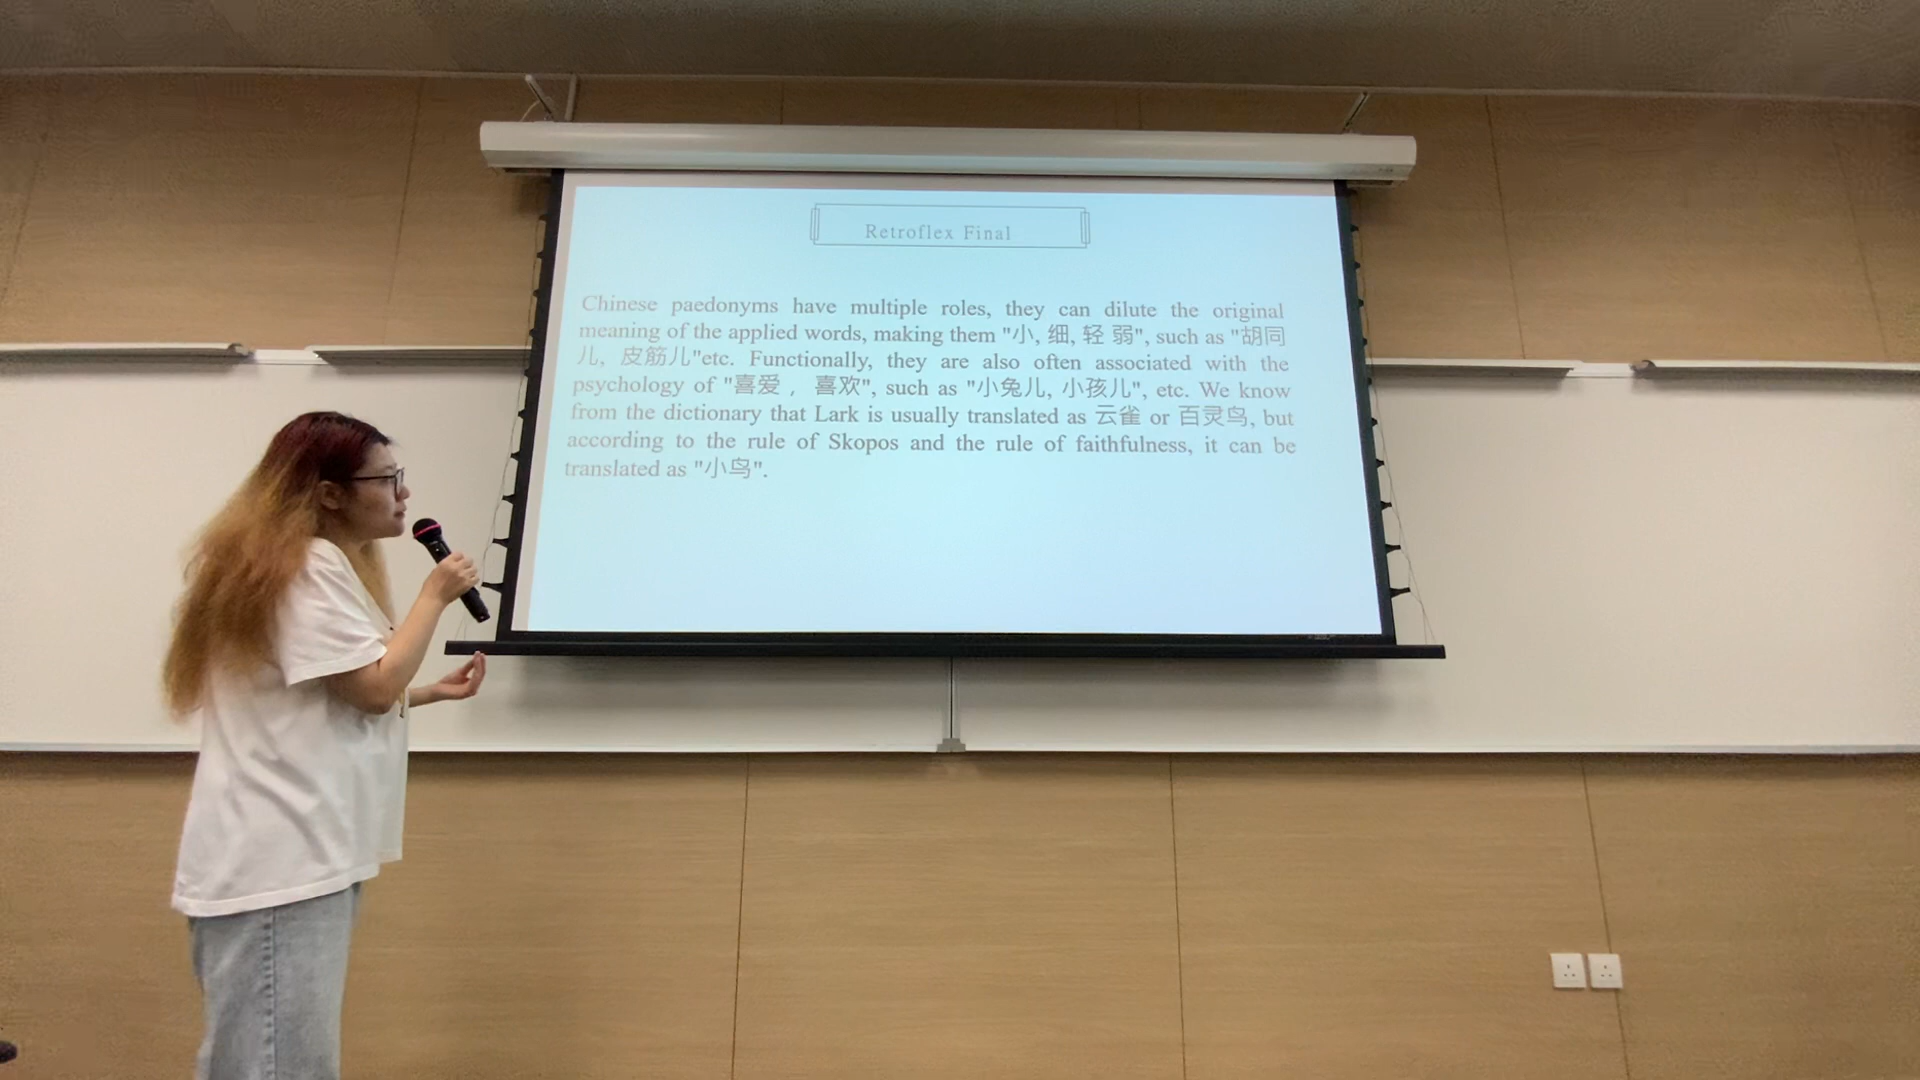 Retroflex Final
Chinese paedonyms have multiple roles, they can dilute the original
meaning of the applied words, making them "小, 细, 轻 弱", such as "胡同
儿, 皮筋儿"etc. Functionally, they are also often associated with the
psychology of "喜爱， 喜欢", such as "小兔儿, 小孩儿", etc. We know
from the dictionary that Lark is usually translated as 云雀 or 百灵鸟, but
according to the rule of Skopos and the rule of faithfulness, it can be
translated as "小鸟".